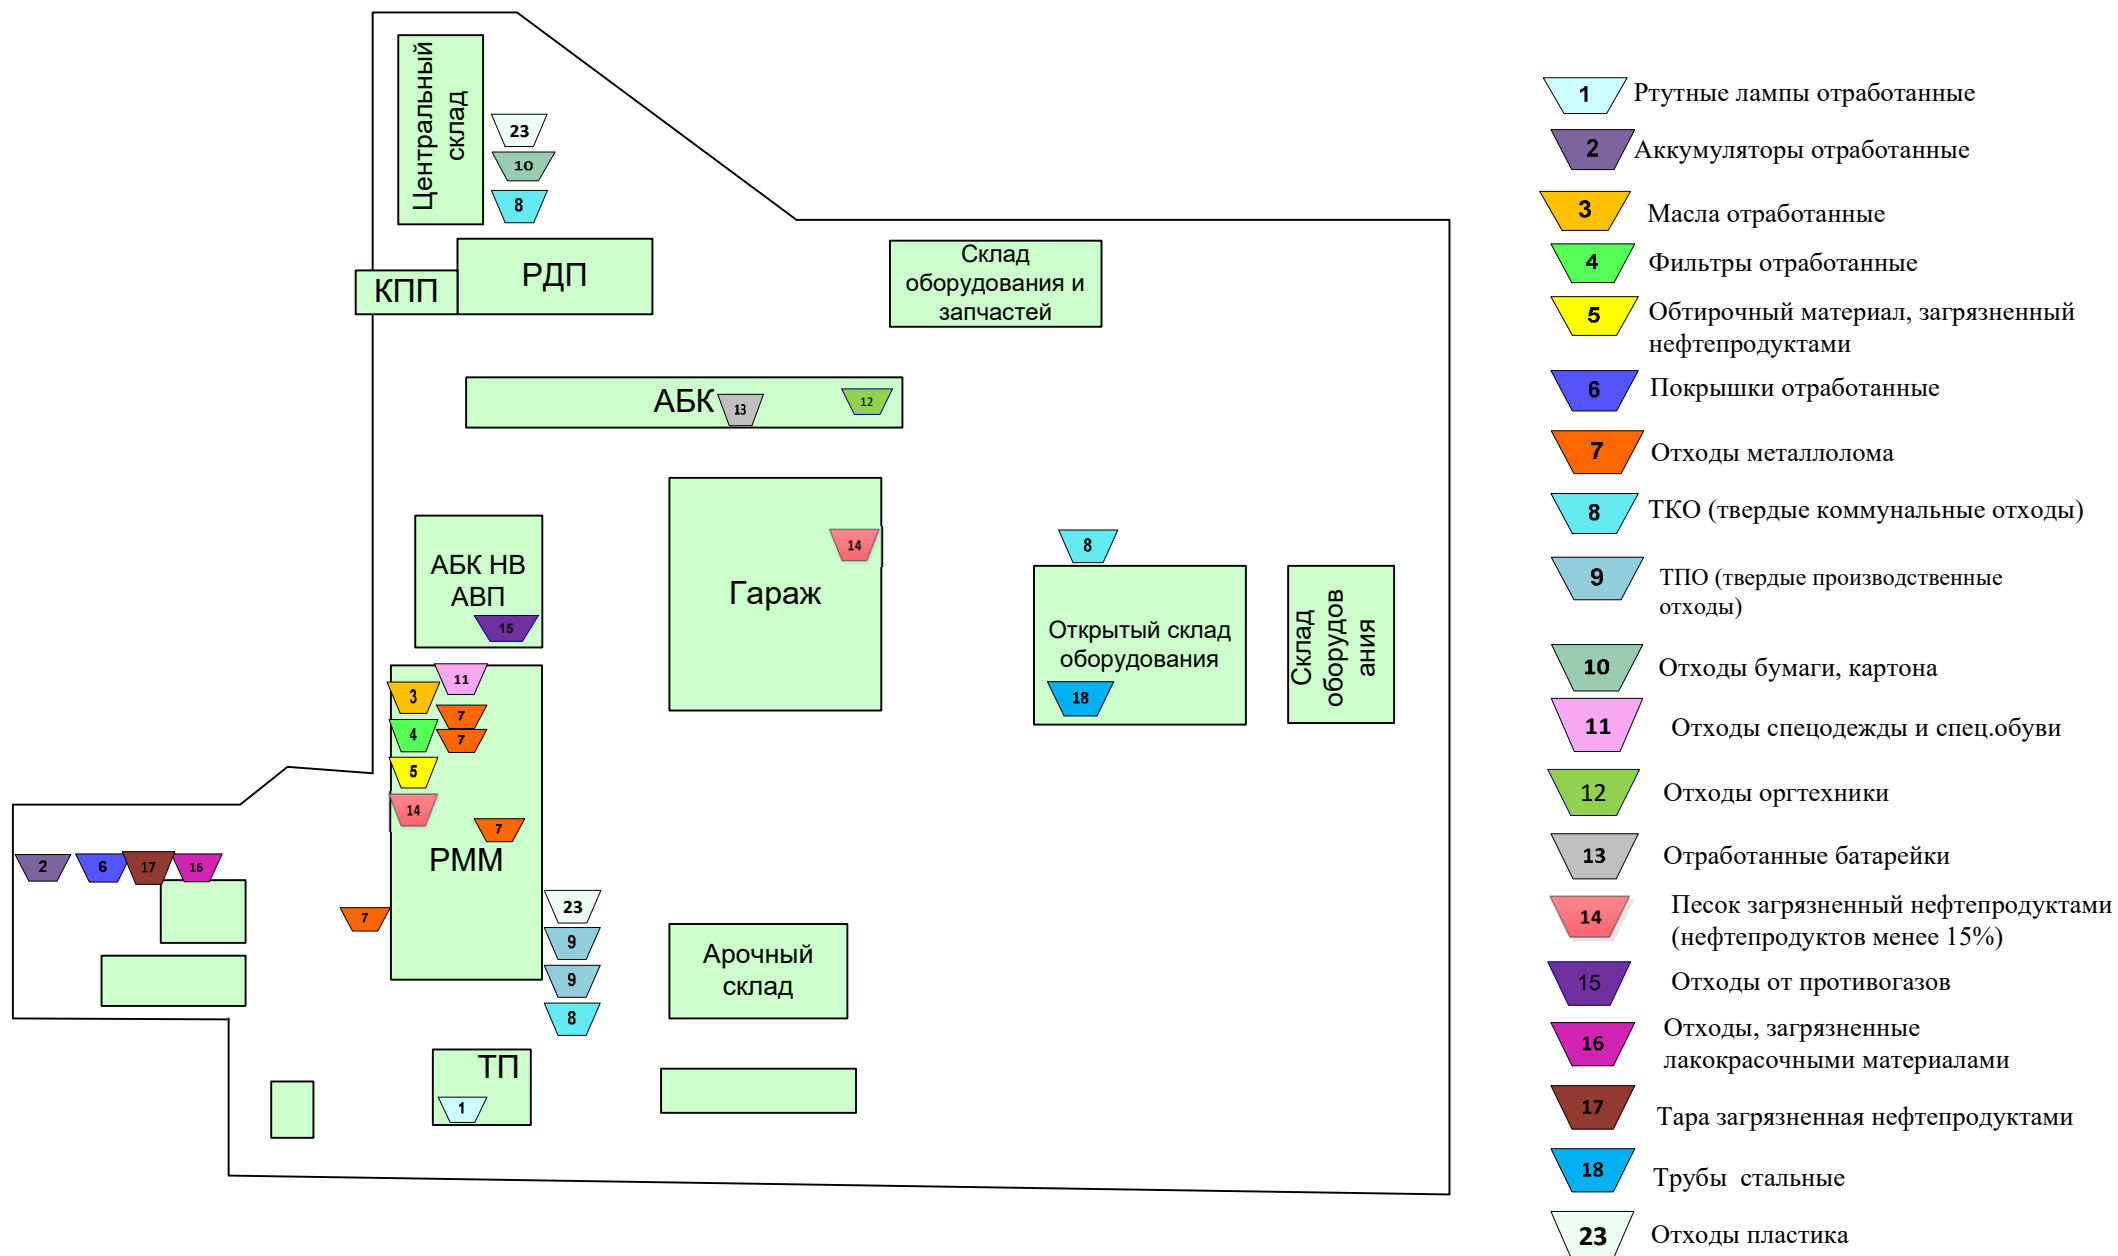 Центральный
склад
23
10
8
КПП
РДП
Склад
оборудования и
запчастей
АБК
13
12
АБК НВ
АВП
15
Гараж
14
8
Открытый склад
оборудования
18
Склад
оборудов
ания
11
3
7
4
7
5
14
7
РММ
7
2
6
17
16
23
9
9
8
Арочный
склад
ТП
1
1 Ртутные лампы отработанные
2 Аккумуляторы отработанные
3 Масла отработанные
4 Фильтры отработанные
5 Обтирочный материал, загрязненный
нефтепродуктами
6 Покрышки отработанные
7 Отходы металлолома
8 ТКО (твердые коммунальные отходы)
9 ТПО (твердые производственные
отходы)
10 Отходы бумаги, картона
11 Отходы спецодежды и спец.обуви
12 Отходы оргтехники
13 Отработанные батарейки
14 Песок загрязненный нефтепродуктами
(нефтепродуктов менее 15%)
15 Отходы от противогазов
16 Отходы, загрязненные
лакокрасочными материалами
17 Тара загрязненная нефтепродуктами
18 Трубы стальные
23 Отходы пластика